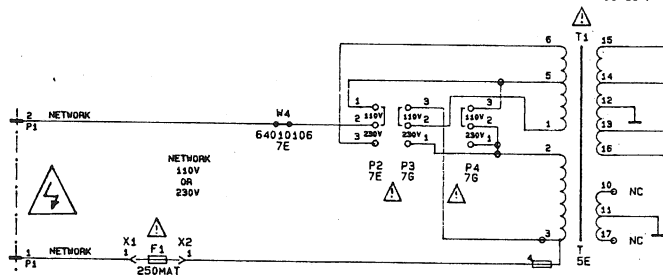 T1
6
15
5
14
12
1
13
2
16
2 NETWORK
P1
W4
64010106
7E
1
2
3
110V
230V
3
2
1
110V
230V
3
2
1
110V
230V
P2
7E
P3
7G
P4
7G
NETWORK
110V
OR
230V
10 NC
11
17 NC
3
T
5E
4
1 NETWORK
P1
X1
1
F1
X2
1
250MAT